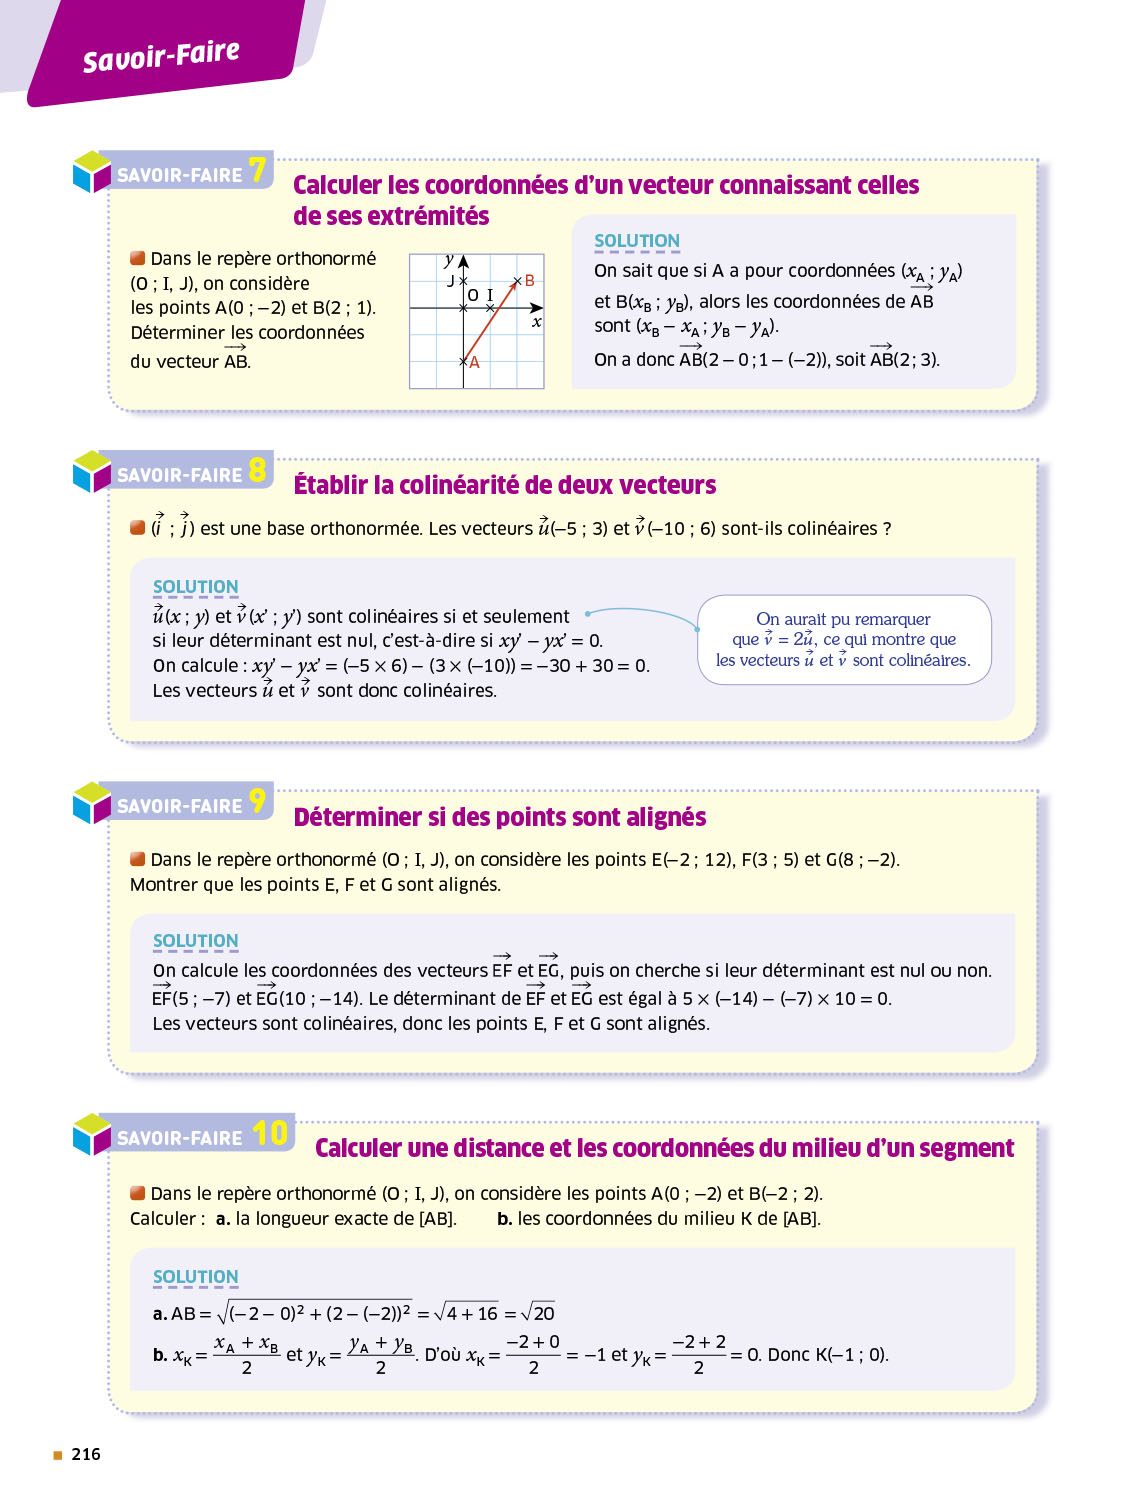 Savoir-Faire
SAVOIR-FAIRE 7
Calculer les coordonnées d'un vecteur connaissant celles
de ses extrémités
Dans le repère orthonormé
(O ; I, J), on considère
les points A(0 ; −2) et B(2 ; 1).
Déterminer les coordonnées
du vecteur \overrightarrow{AB}.
y
J
B
O I
x
A
SOLUTION
On sait que si A a pour coordonnées (x_A ; y_A)
et B(x_B ; y_B), alors les coordonnées de \overrightarrow{AB}
sont (x_B − x_A ; y_B − y_A).
On a donc \overrightarrow{AB}(2 − 0 ; 1 − (−2)), soit \overrightarrow{AB}(2 ; 3).
SAVOIR-FAIRE 8
Établir la colinéarité de deux vecteurs
(\vec{i} ; \vec{j}) est une base orthonormée. Les vecteurs \vec{u}(−5 ; 3) et \vec{v}(−10 ; 6) sont-ils colinéaires ?
SOLUTION
\vec{u}(x ; y) et \vec{v}(x' ; y') sont colinéaires si et seulement
si leur déterminant est nul, c'est-à-dire si xy' − yx' = 0.
On calcule : xy' − yx' = (−5 × 6) − (3 × (−10)) = −30 + 30 = 0.
Les vecteurs \vec{u} et \vec{v} sont donc colinéaires.
On aurait pu remarquer
que \vec{v} = 2\vec{u}, ce qui montre que
les vecteurs \vec{u} et \vec{v} sont colinéaires.
SAVOIR-FAIRE 9
Déterminer si des points sont alignés
Dans le repère orthonormé (O ; I, J), on considère les points E(−2 ; 12), F(3 ; 5) et G(8 ; −2).
Montrer que les points E, F et G sont alignés.
SOLUTION
On calcule les coordonnées des vecteurs \overrightarrow{EF} et \overrightarrow{EG}, puis on cherche si leur déterminant est nul ou non.
\overrightarrow{EF}(5 ; −7) et \overrightarrow{EG}(10 ; −14). Le déterminant de \overrightarrow{EF} et \overrightarrow{EG} est égal à 5 × (−14) − (−7) × 10 = 0.
Les vecteurs sont colinéaires, donc les points E, F et G sont alignés.
SAVOIR-FAIRE 10
Calculer une distance et les coordonnées du milieu d'un segment
Dans le repère orthonormé (O ; I, J), on considère les points A(0 ; −2) et B(−2 ; 2).
Calculer : a. la longueur exacte de [AB]. b. les coordonnées du milieu K de [AB].
SOLUTION
a. AB = \sqrt{(−2 − 0)^2 + (2 − (−2))^2} = \sqrt{4 + 16} = \sqrt{20}
b. x_K = \frac{x_A + x_B}{2} et y_K = \frac{y_A + y_B}{2}. D'où x_K = \frac{−2 + 0}{2} = −1 et y_K = \frac{−2 + 2}{2} = 0. Donc K(−1 ; 0).
216